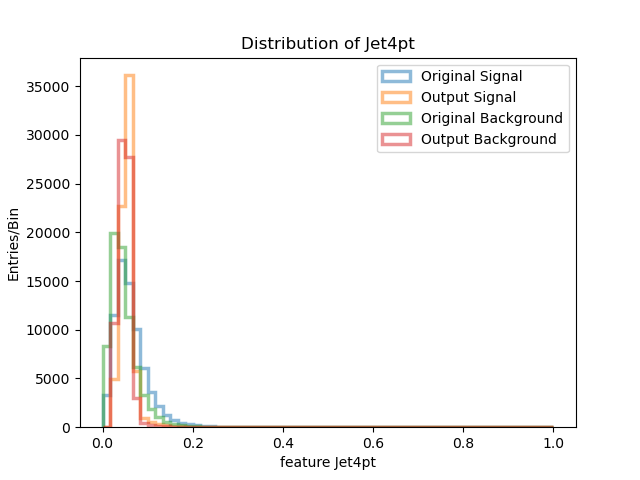 Distribution of Jet4pt
Original Signal
Output Signal
Original Background
Output Background
Entries/Bin
35000
30000
25000
20000
15000
10000
5000
0
0.0 0.2 0.4 0.6 0.8 1.0
feature Jet4pt